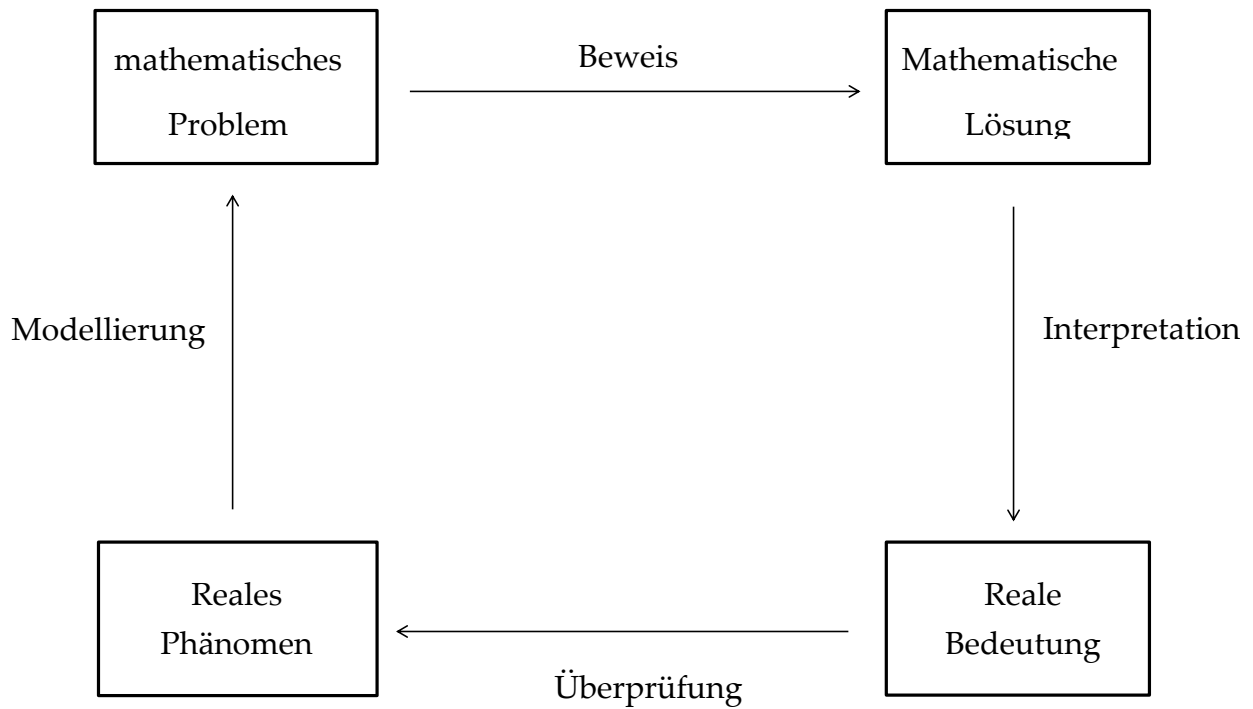 mathematisches
Problem
Beweis
Mathematische
Lösung
Modellierung
Interpretation
Reales
Phänomen
Überprüfung
Reale
Bedeutung